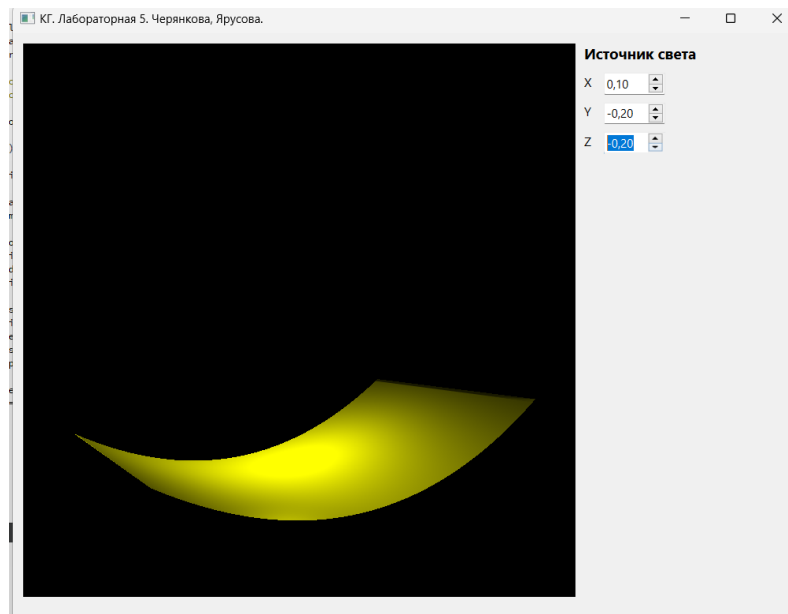 КГ. Лабораторная 5. Черянкова, Ярусова.
Источник света
X 0,10
Y -0,20
Z -0,20